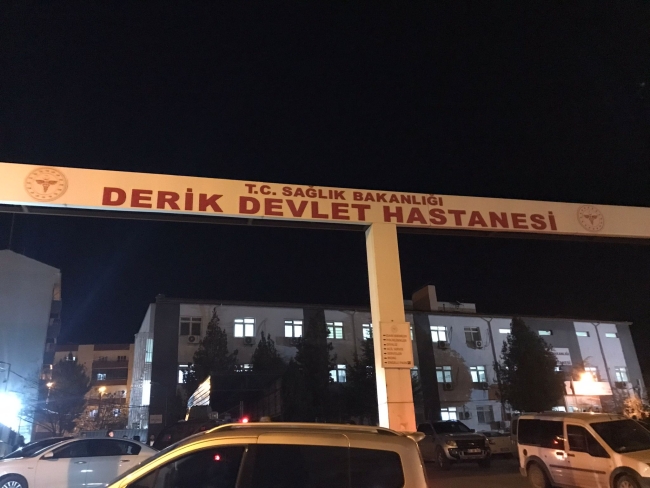 T.C. SAĞLIK BAKANLIĞI
DERİK DEVLET HASTANESİ